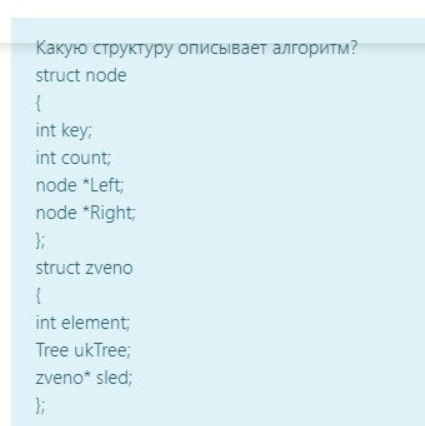 Какую структуру описывает алгоритм?
struct node
{
int key;
int count;
node *Left;
node *Right;
};
struct zveno
{
int element;
Tree ukTree;
zveno* sled;
};